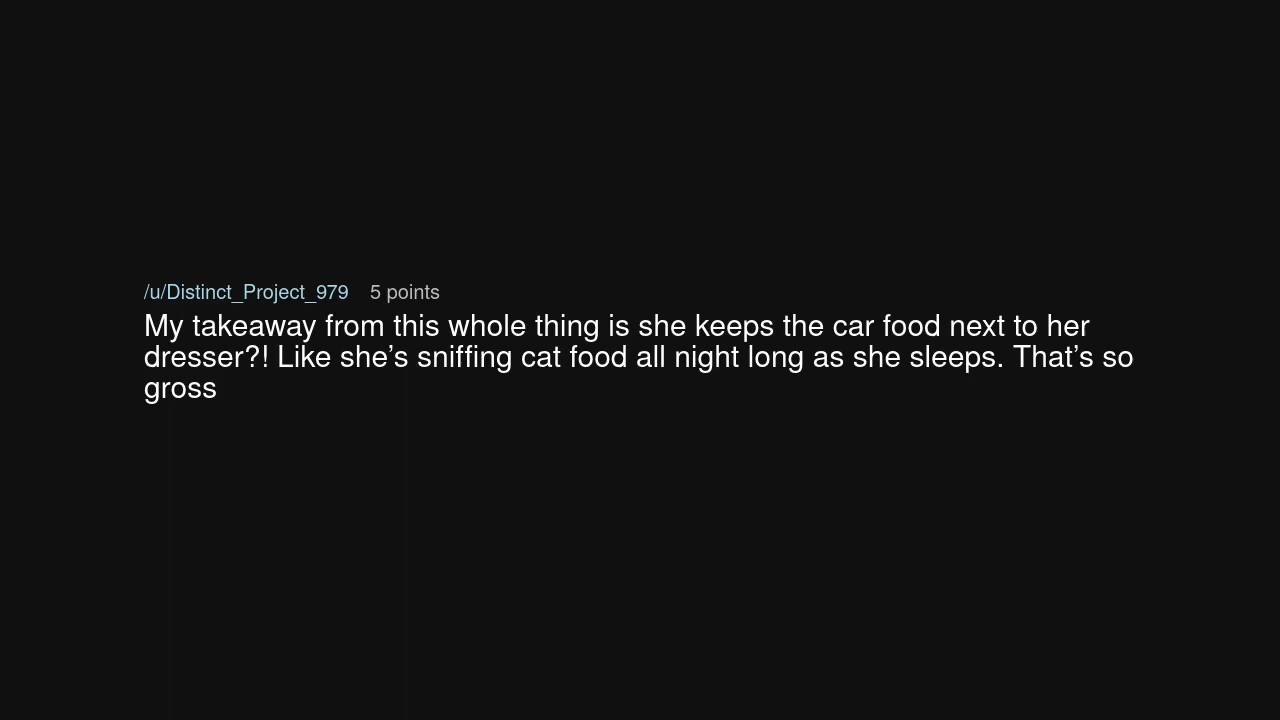 /u/Distinct_Project_979 5 points
My takeaway from this whole thing is she keeps the car food next to her
dresser?! Like she’s sniffing cat food all night long as she sleeps. That’s so
gross